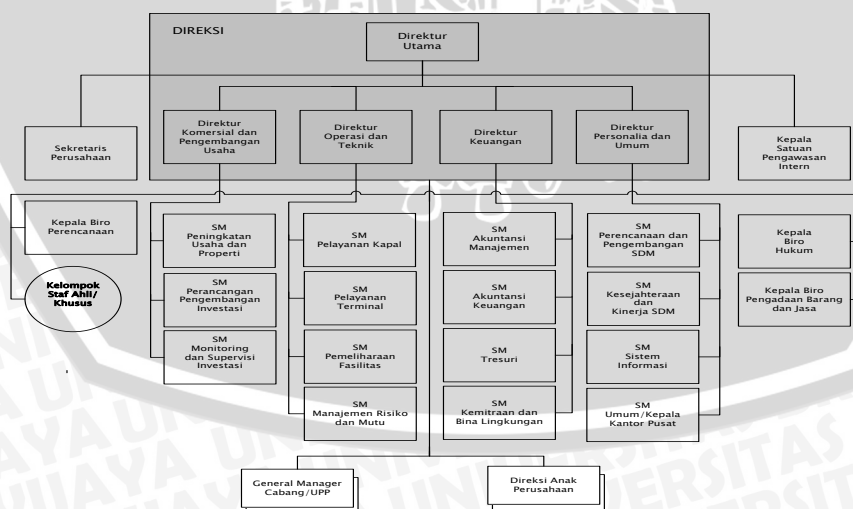 DIREKSI
Direktur
Utama
Sekretaris
Perusahaan
Direktur
Komersial dan
Pengembangan
Usaha
Direktur
Operasi dan
Teknik
Direktur
Keuangan
Direktur
Personalia dan
Umum
Kepala
Satuan
Pengawasan
Intern
Kepala Biro
Perencanaan
Kelompok
Staf Ahli/
Khusus
SM
Peningkatan
Usaha dan
Properti
SM
Perancangan
Pengembangan
Investasi
SM
Monitoring
dan Supervisi
Investasi
SM
Pelayanan Kapal
SM
Pelayanan
Terminal
SM
Pemeliharaan
Fasilitas
SM
Manajemen Risiko
dan Mutu
SM
Akuntansi
Manajemen
SM
Akuntansi
Keuangan
SM
Tresuri
SM
Kemitraan dan
Bina Lingkungan
SM
Perencanaan dan
Pengembangan
SDM
SM
Kesejahteraan
dan
Kinerja SDM
SM
Sistem
Informasi
SM
Umum/Kepala
Kantor Pusat
Kepala
Biro
Hukum
Kepala Biro
Pengadaan Barang
dan Jasa
General Manager
Cabang/UPP
Direksi Anak
Perusahaan